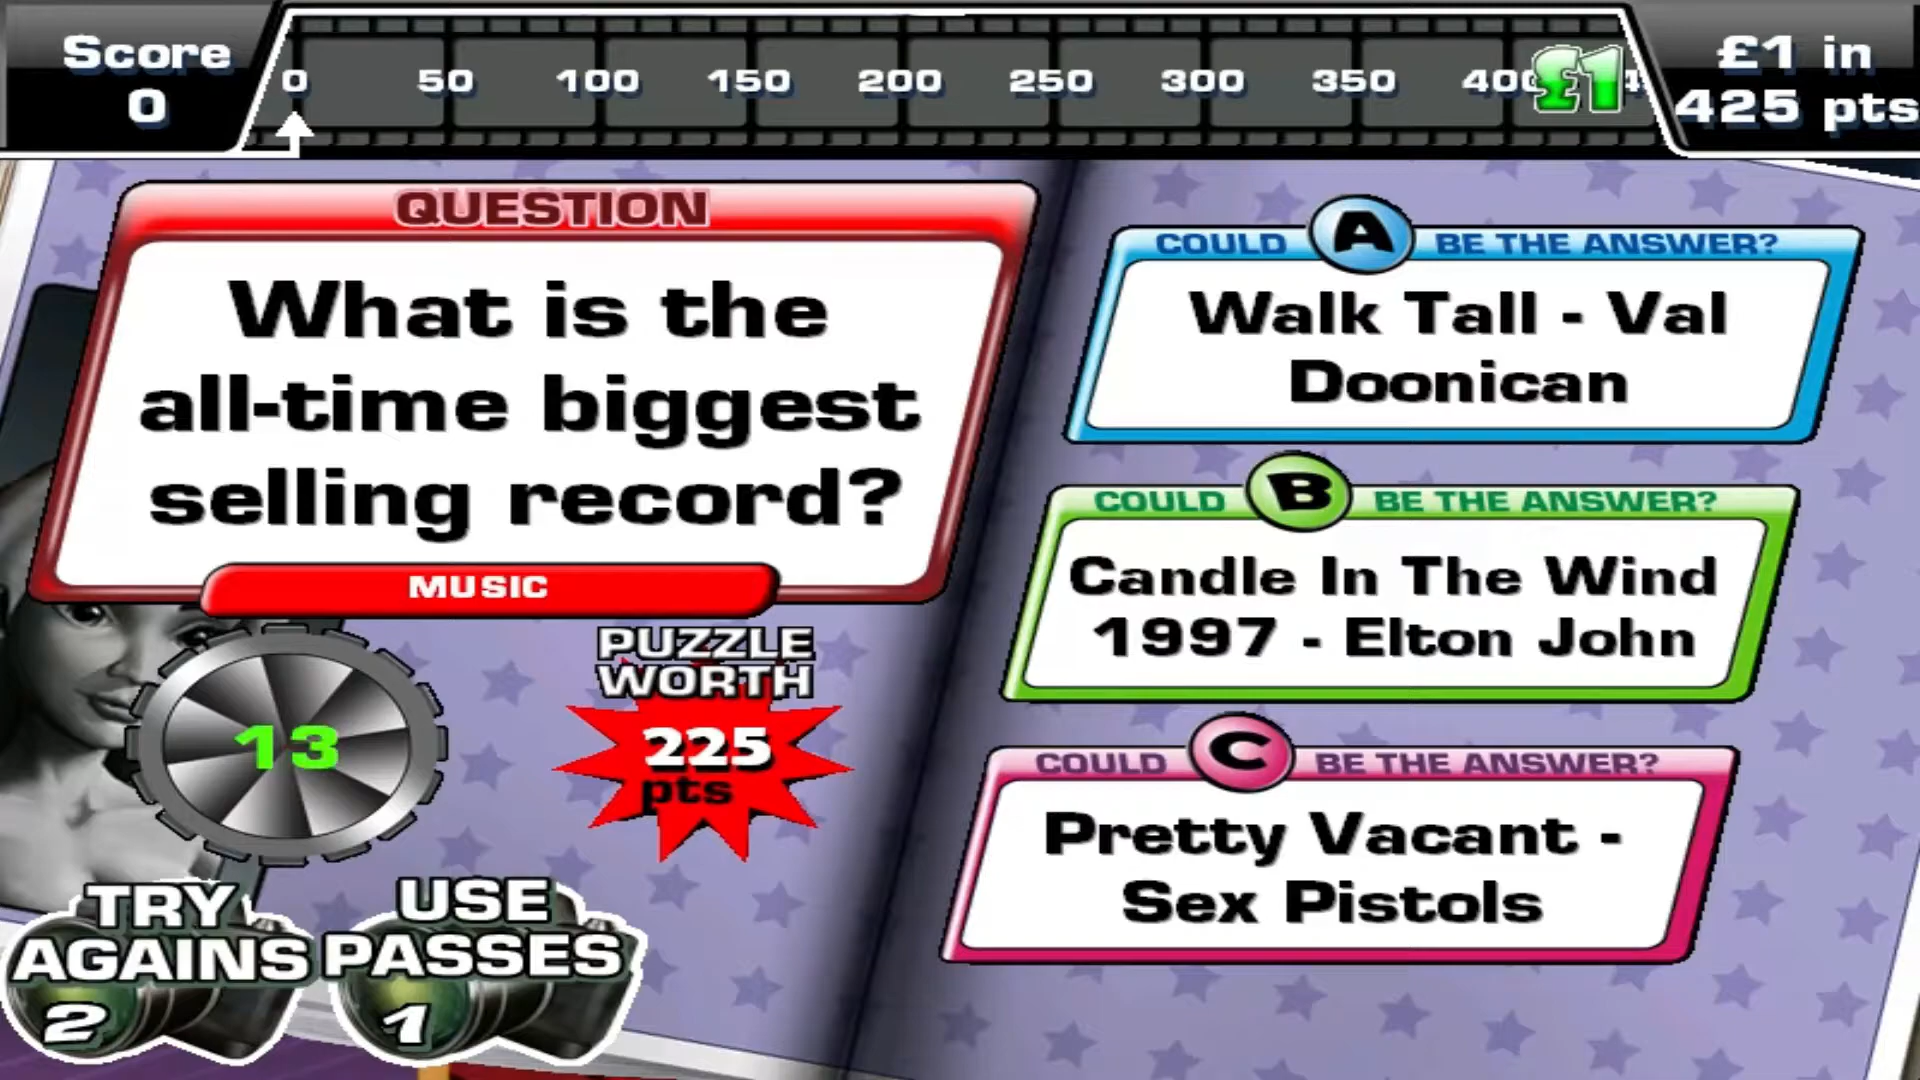 Score
0
0 50 100 150 200 250 300 350 400
£1
£1 in
425 pts
QUESTION
What is the
all-time biggest
selling record?
MUSIC
COULD A BE THE ANSWER?
Walk Tall - Val
Doonican
COULD B BE THE ANSWER?
Candle In The Wind
1997 - Elton John
COULD C BE THE ANSWER?
Pretty Vacant -
Sex Pistols
13
PUZZLE
WORTH
225
pts
TRY
AGAINS
2
USE
PASSES
1